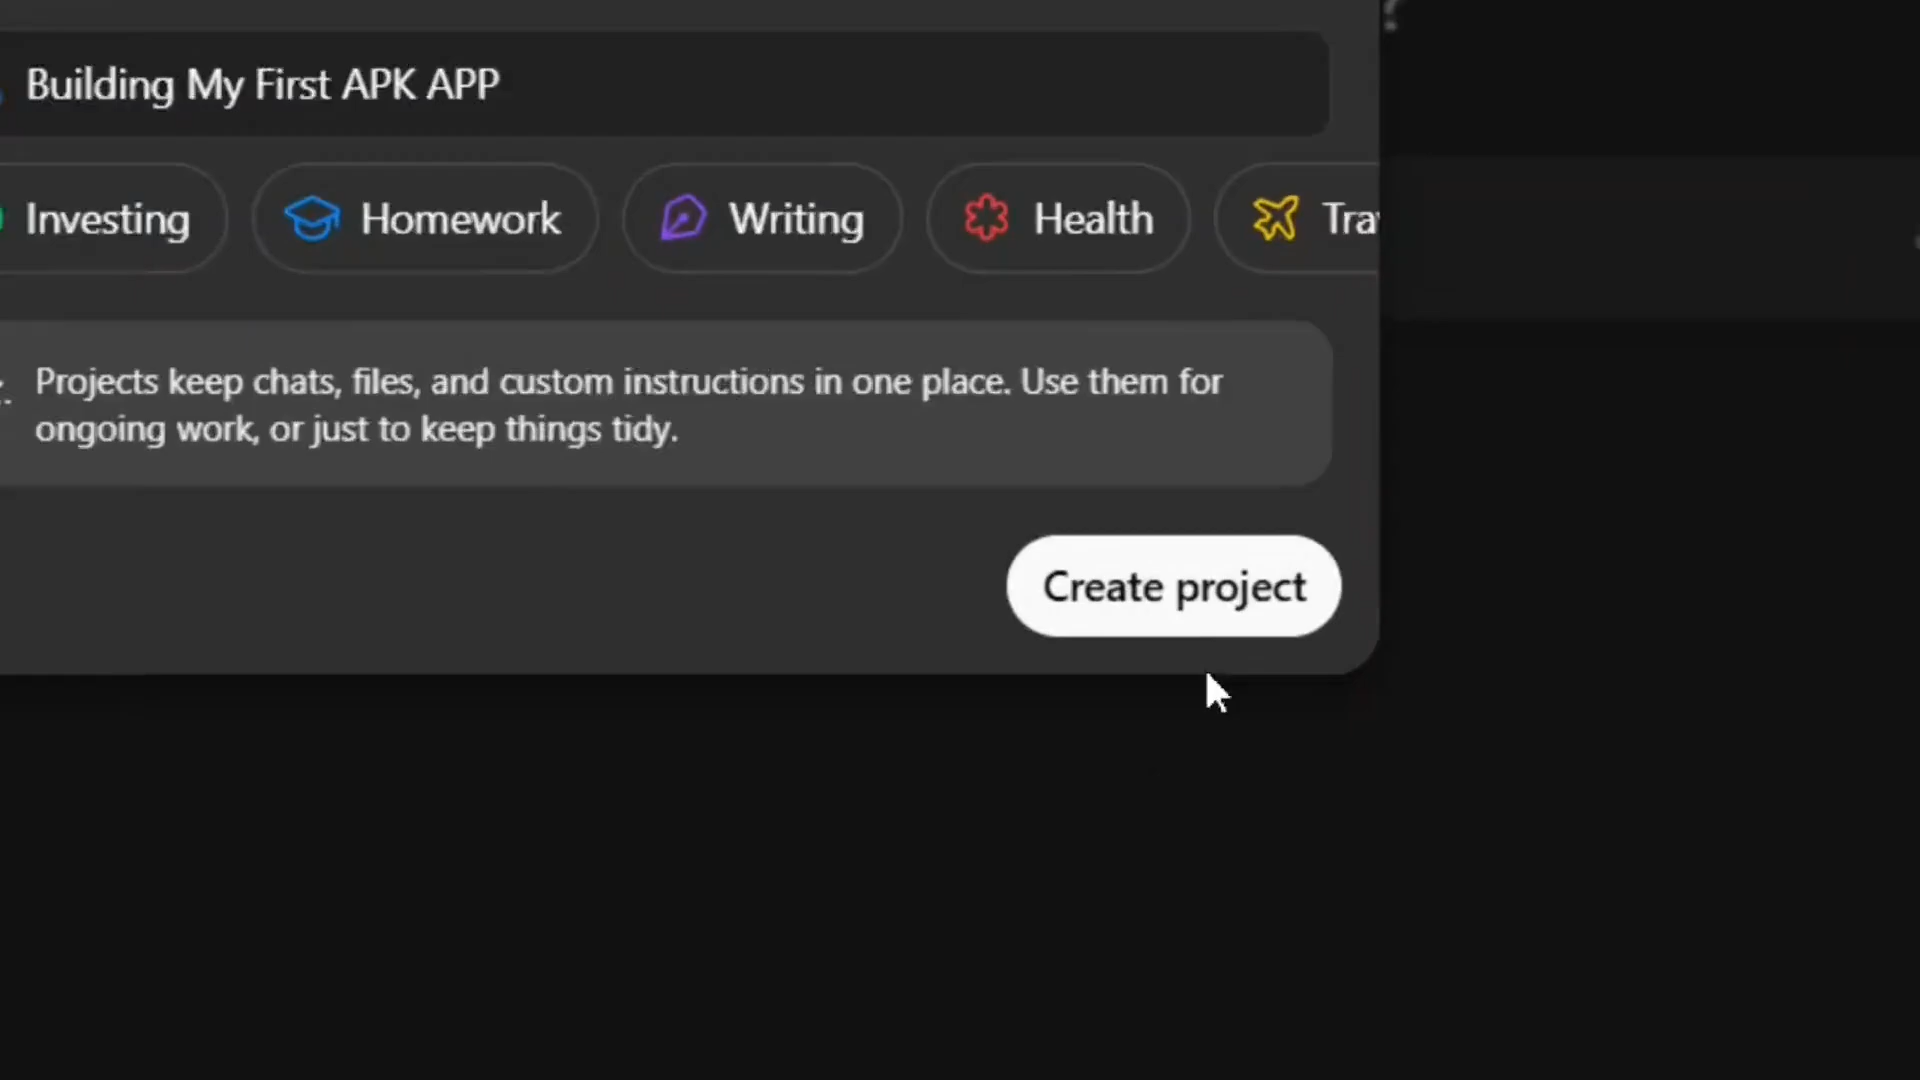 Building My First APK APP
Investing
Homework
Writing
Health
Projects keep chats, files, and custom instructions in one place. Use them for
ongoing work, or just to keep things tidy.
Create project